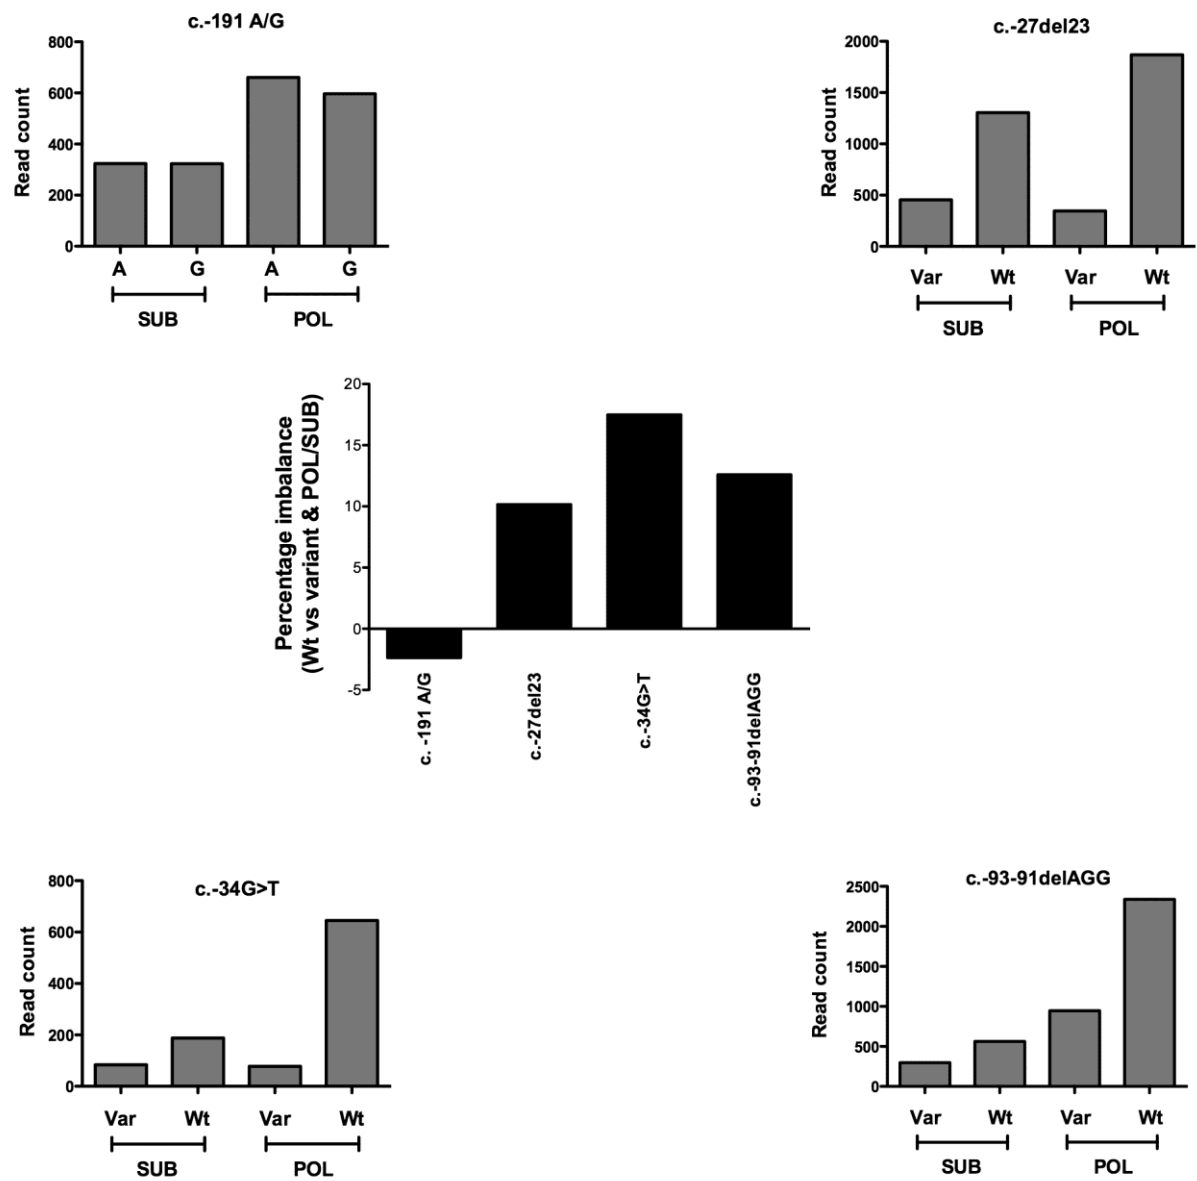 c.-191 A/G
Read count
800
600
400
200
0
A G A G
SUB POL
c.-27del23
Read count
2000
1500
1000
500
0
Var Wt Var Wt
SUB POL
Percentage imbalance
(Wt vs variant & POL/SUB)
20
15
10
5
0
-5
c. -191 A/G
c.-27del23
c.-34G>T
c.-93-91delAGG
c.-34G>T
Read count
800
600
400
200
0
Var Wt Var Wt
SUB POL
c.-93-91delAGG
Read count
2500
2000
1500
1000
500
0
Var Wt Var Wt
SUB POL